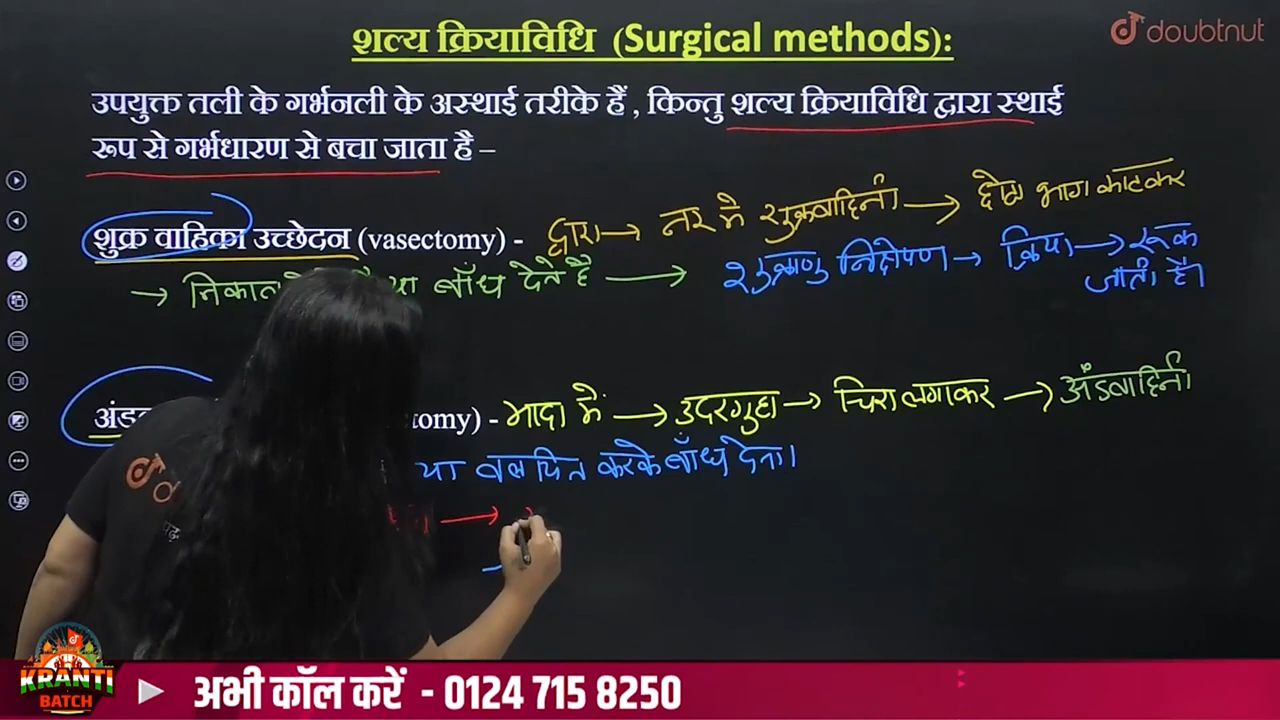 शल्य क्रियाविधि (Surgical methods):
doubtnut
उपयुक्त तली के गर्भनली के अस्थाई तरीके हैं , किन्तु शल्य क्रियाविधि द्वारा स्थाई
रूप से गर्भधारण से बचा जाता है –
शुक्र वाहिका उच्छेदन (vasectomy) - द्वारा → नर मे शुक्रवाहिनी → छोटा भाग काटकर
→ या बाँध देते है → शुक्राणु निक्षेपण → क्रिया → रूक
जाती है।
tomy) - मादा में → उदरगुहा → चिरा लगाकर → अंडवाहिनी
या वलयित करके बाँध देना।
KRANTI
BATCH
अभी कॉल करें - 0124 715 8250